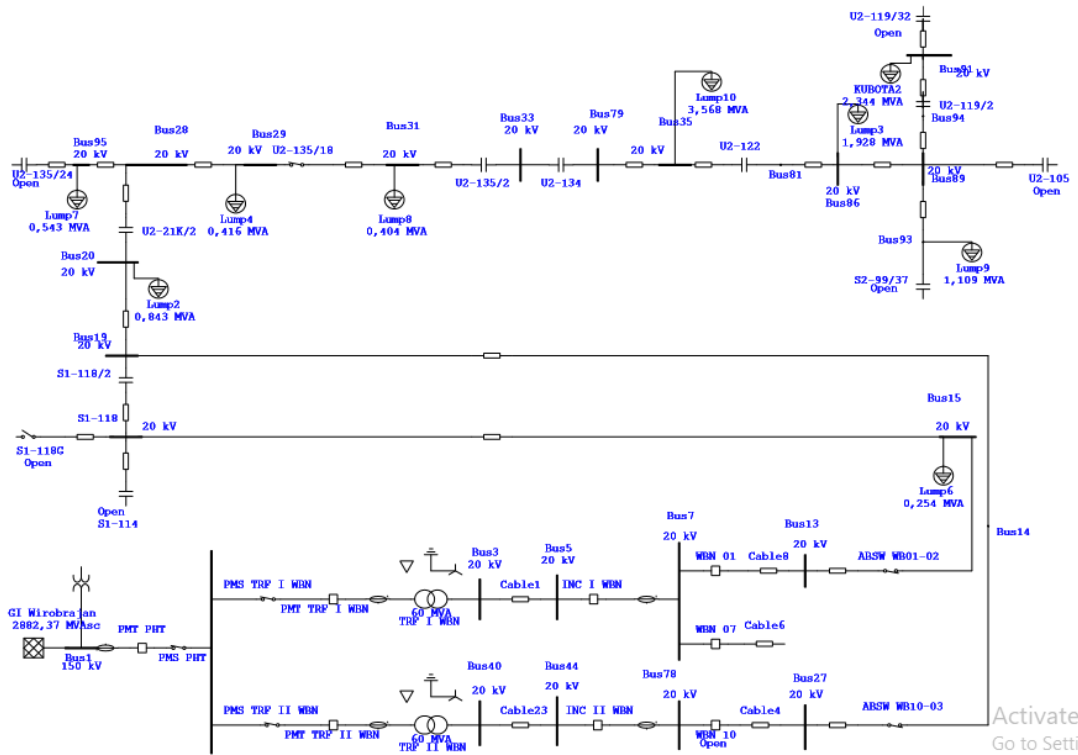 U2-119/32
Open
Bus91
20 kV
KUBOTA2
2,344 MVA
U2-119/2
Bus94
Lump10
3,568 MVA
Lump3
1,928 MVA
Bus33
20 kV
Bus79
20 kV
Bus35
20 kV
Bus31
20 kV
Bus28
20 kV
Bus29
20 kV
U2-135/18
Bus95
20 kV
U2-135/24
Open
Lump7
0,543 MVA
Lump4
0,416 MVA
Lump8
0,404 MVA
U2-135/2
U2-134
U2-122
Bus81
20 kV
Bus86
20 kV
Bus89
U2-105
Open
U2-21K/2
Bus93
Bus20
20 kV
Lump2
0,843 MVA
S2-99/37
Open
Lump9
1,109 MVA
Bus19
20 kV
S1-118/2
S1-118
20 kV
Bus15
20 kV
S1-118G
Open
Lump6
0,254 MVA
Open
S1-114
Bus14
Bus7
20 kV
Bus13
20 kV
Bus3
20 kV
Bus5
20 kV
WBN 01
Cable8
ABSW WB01-02
PMS TRF I WBN
PMT TRF I WBN
60 MVA
TRF I WBN
Cable1
INC I WBN
GI Wirobrajan
2882,37 MVAsc
PMT PHT
PMS PHT
Bus1
150 kV
WBN 07
Cable6
Bus40
20 kV
Bus44
20 kV
Bus78
20 kV
Bus27
20 kV
PMS TRF II WBN
PMT TRF II WBN
60 MVA
TRF II WBN
Cable23
INC II WBN
WBN 10
Open
Cable4
ABSW WB10-03
Activate
Go to Setti